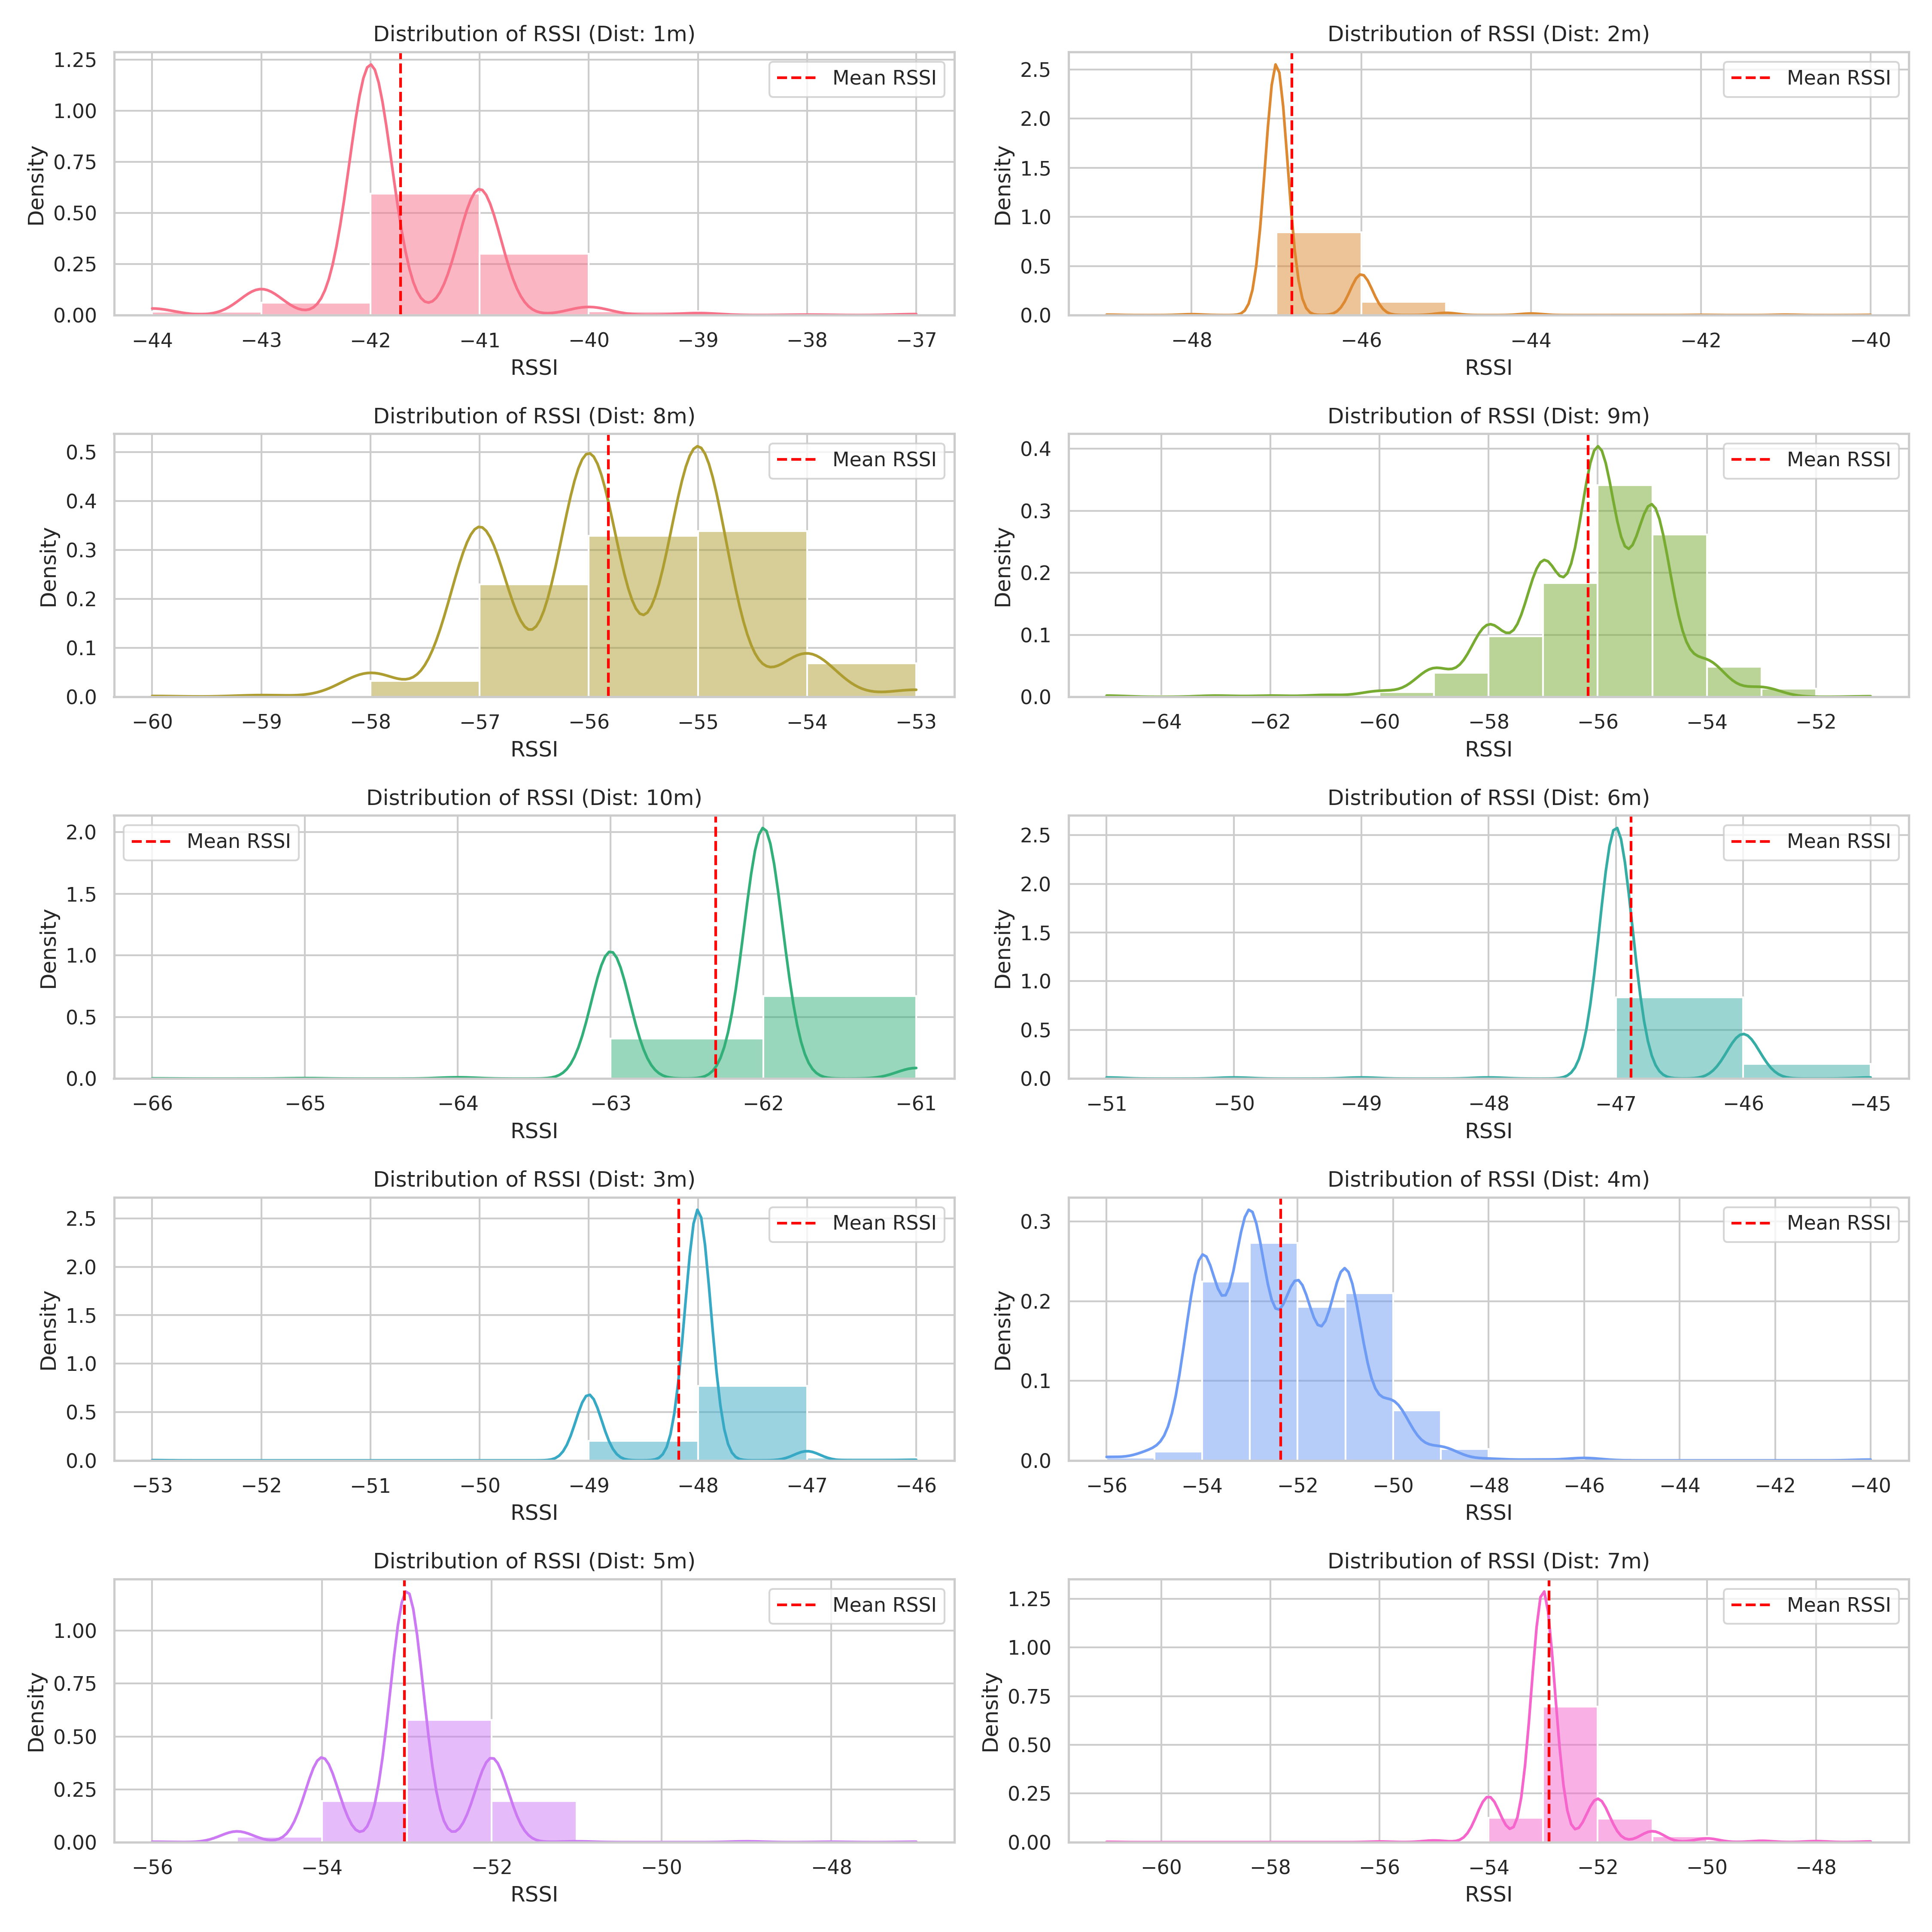 Distribution of RSSI (Dist: 1m)
1.25
1.00
0.75
0.50
0.25
0.00
Density
Mean RSSI
−44 −43 −42 −41 −40 −39 −38 −37
RSSI
Distribution of RSSI (Dist: 2m)
2.5
2.0
1.5
1.0
0.5
0.0
Density
Mean RSSI
−48 −46 −44 −42 −40
RSSI
Distribution of RSSI (Dist: 8m)
0.5
0.4
0.3
0.2
0.1
0.0
Density
Mean RSSI
−60 −59 −58 −57 −56 −55 −54 −53
RSSI
Distribution of RSSI (Dist: 9m)
0.4
0.3
0.2
0.1
0.0
Density
Mean RSSI
−64 −62 −60 −58 −56 −54 −52
RSSI
Distribution of RSSI (Dist: 10m)
2.0
1.5
1.0
0.5
0.0
Density
Mean RSSI
−66 −65 −64 −63 −62 −61
RSSI
Distribution of RSSI (Dist: 6m)
2.5
2.0
1.5
1.0
0.5
0.0
Density
Mean RSSI
−51 −50 −49 −48 −47 −46 −45
RSSI
Distribution of RSSI (Dist: 3m)
2.5
2.0
1.5
1.0
0.5
0.0
Density
Mean RSSI
−53 −52 −51 −50 −49 −48 −47 −46
RSSI
Distribution of RSSI (Dist: 4m)
0.3
0.2
0.1
0.0
Density
Mean RSSI
−56 −54 −52 −50 −48 −46 −44 −42 −40
RSSI
Distribution of RSSI (Dist: 5m)
1.00
0.75
0.50
0.25
0.00
Density
Mean RSSI
−56 −54 −52 −50 −48
RSSI
Distribution of RSSI (Dist: 7m)
1.25
1.00
0.75
0.50
0.25
0.00
Density
Mean RSSI
−60 −58 −56 −54 −52 −50 −48
RSSI